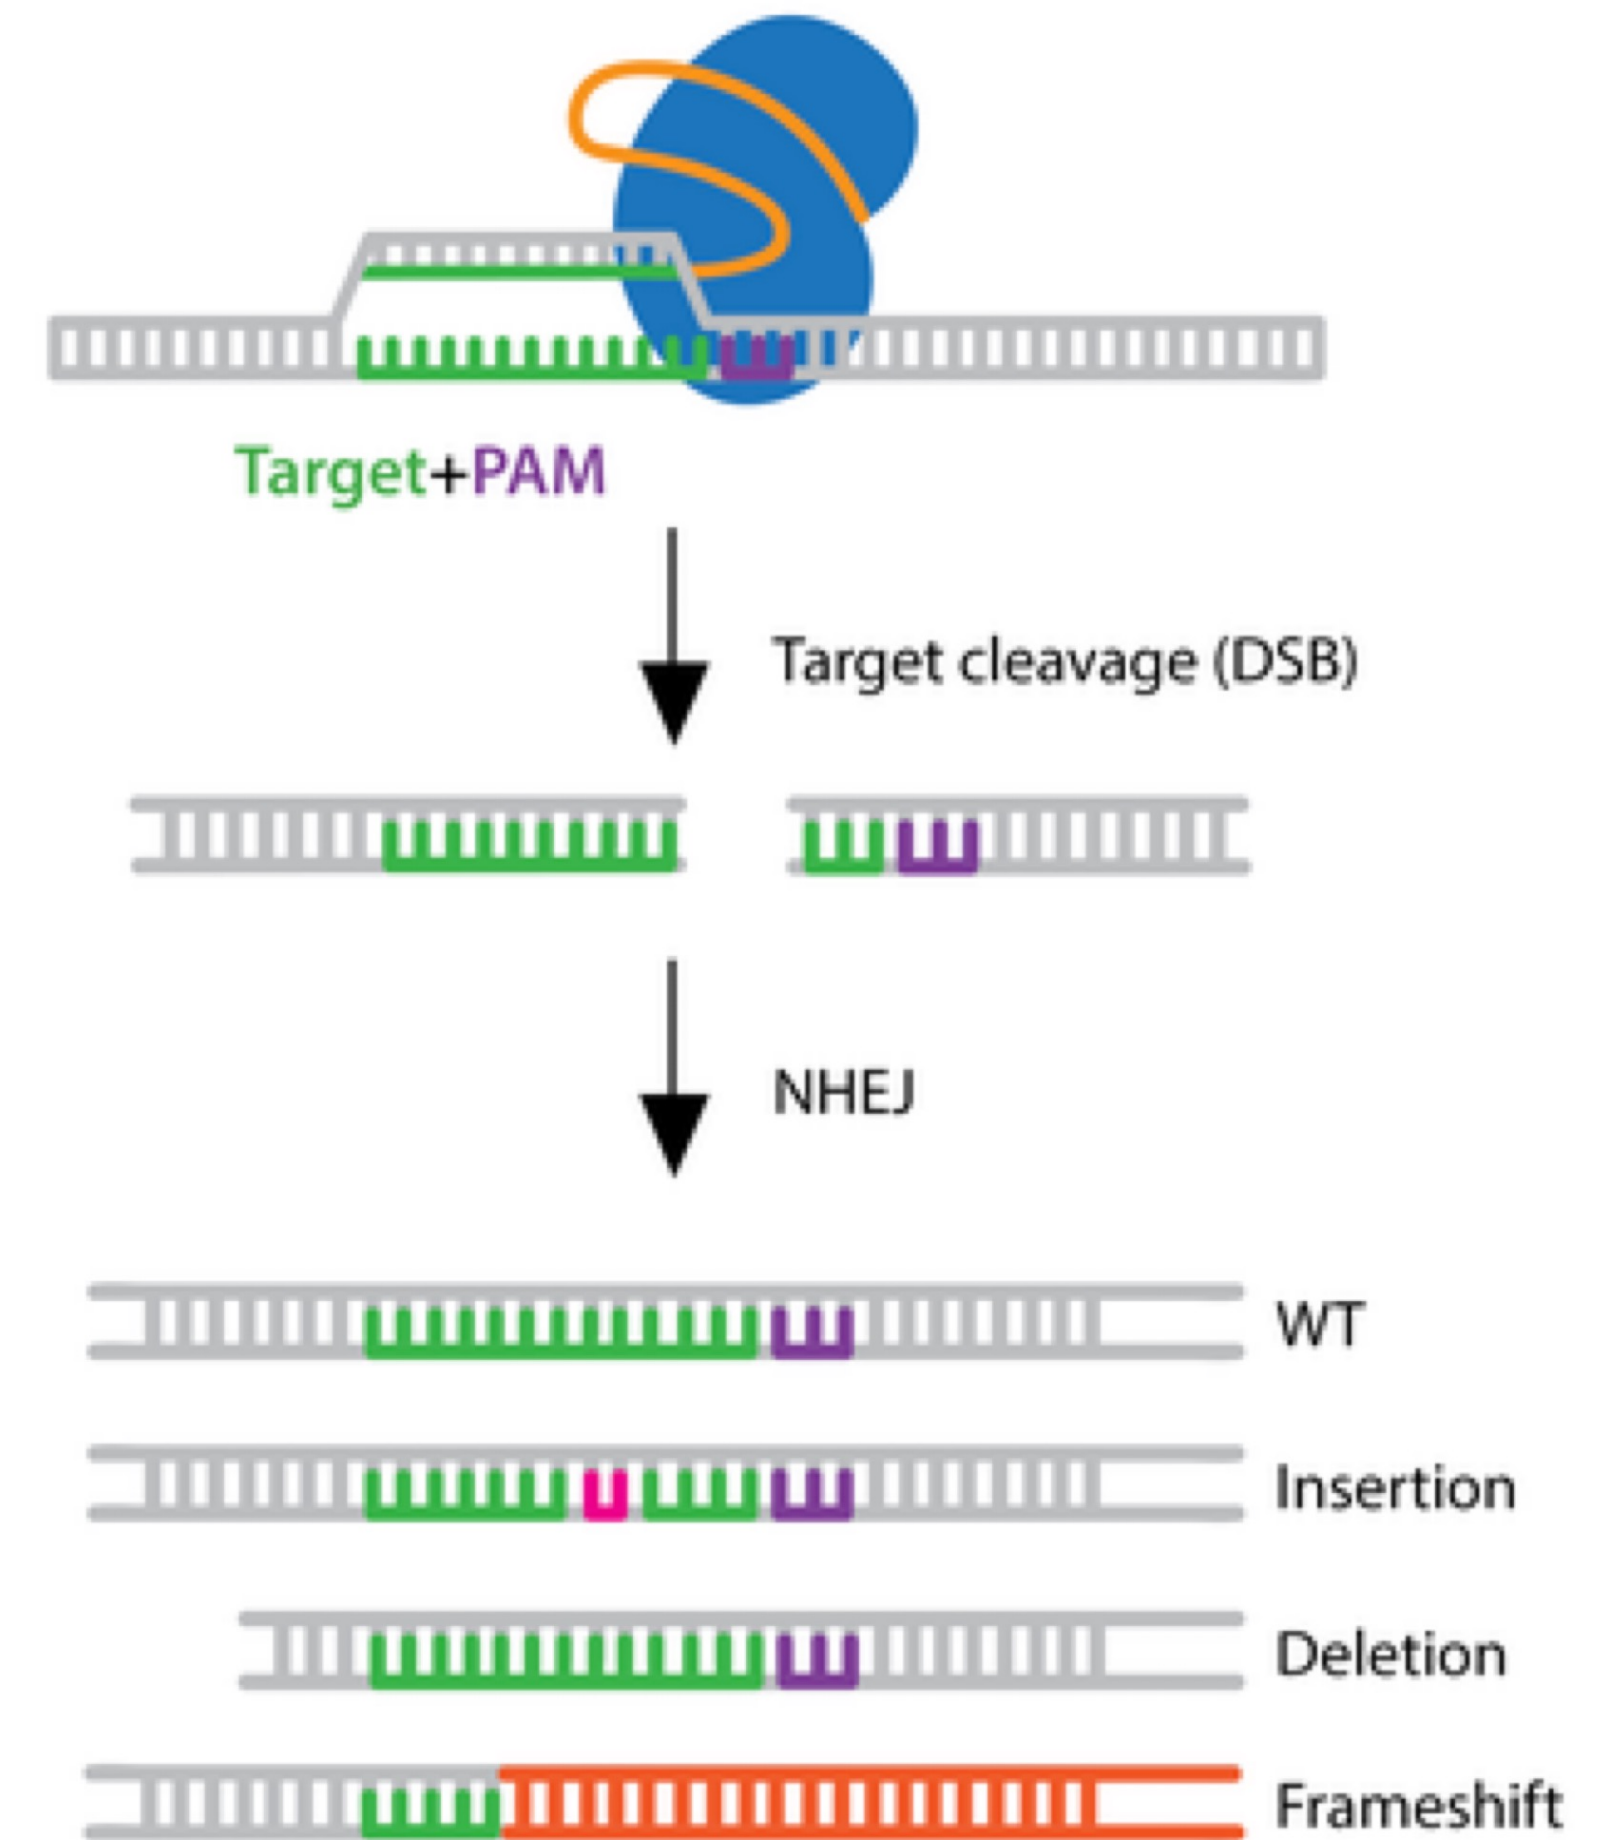 Target+PAM
Target cleavage (DSB)
NHEJ
WT
Insertion
Deletion
Frameshift